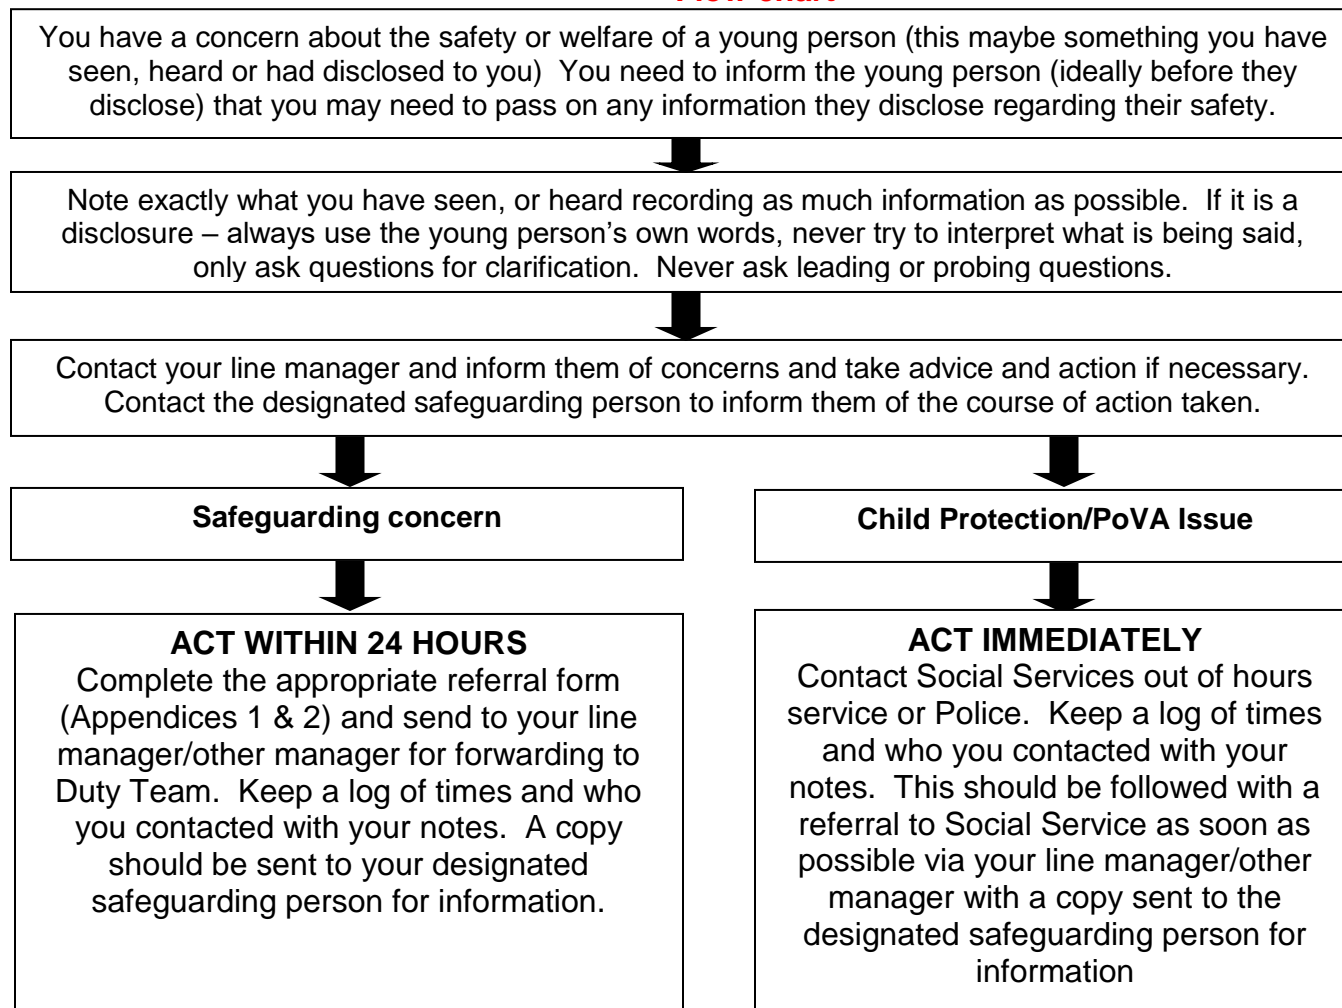 You have a concern about the safety or welfare of a young person (this maybe something you have
seen, heard or had disclosed to you) You need to inform the young person (ideally before they
disclose) that you may need to pass on any information they disclose regarding their safety.
Note exactly what you have seen, or heard recording as much information as possible. If it is a
disclosure – always use the young person's own words, never try to interpret what is being said,
only ask questions for clarification. Never ask leading or probing questions.
Contact your line manager and inform them of concerns and take advice and action if necessary.
Contact the designated safeguarding person to inform them of the course of action taken.
Safeguarding concern
ACT WITHIN 24 HOURS
Complete the appropriate referral form
(Appendices 1 & 2) and send to your line
manager/other manager for forwarding to
Duty Team. Keep a log of times and who
you contacted with your notes. A copy
should be sent to your designated
safeguarding person for information.
Child Protection/PoVA Issue
ACT IMMEDIATELY
Contact Social Services out of hours
service or Police. Keep a log of times
and who you contacted with your
notes. This should be followed with a
referral to Social Service as soon as
possible via your line manager/other
manager with a copy sent to the
designated safeguarding person for
information